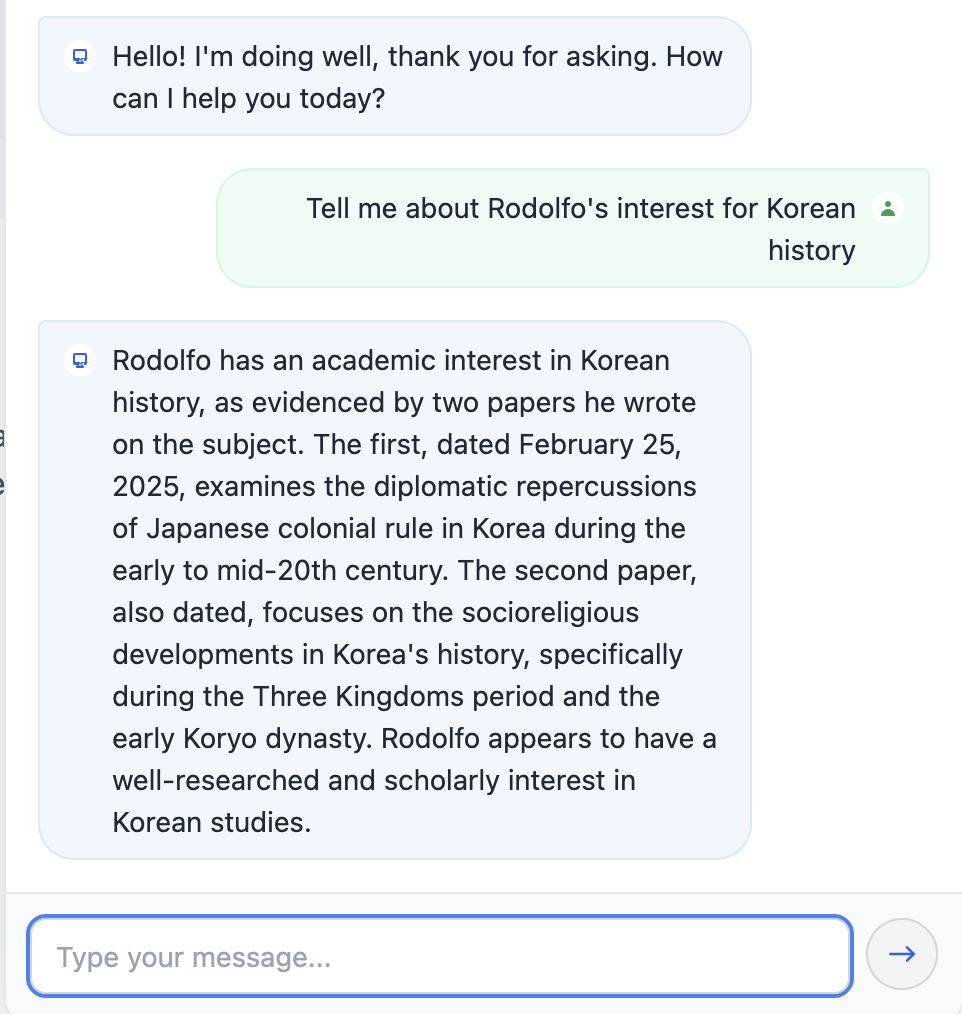 Hello! I'm doing well, thank you for asking. How
can I help you today?
Tell me about Rodolfo's interest for Korean
history
Rodolfo has an academic interest in Korean
history, as evidenced by two papers he wrote
on the subject. The first, dated February 25,
2025, examines the diplomatic repercussions
of Japanese colonial rule in Korea during the
early to mid-20th century. The second paper,
also dated, focuses on the socioreligious
developments in Korea's history, specifically
during the Three Kingdoms period and the
early Koryo dynasty. Rodolfo appears to have a
well-researched and scholarly interest in
Korean studies.
Type your message...